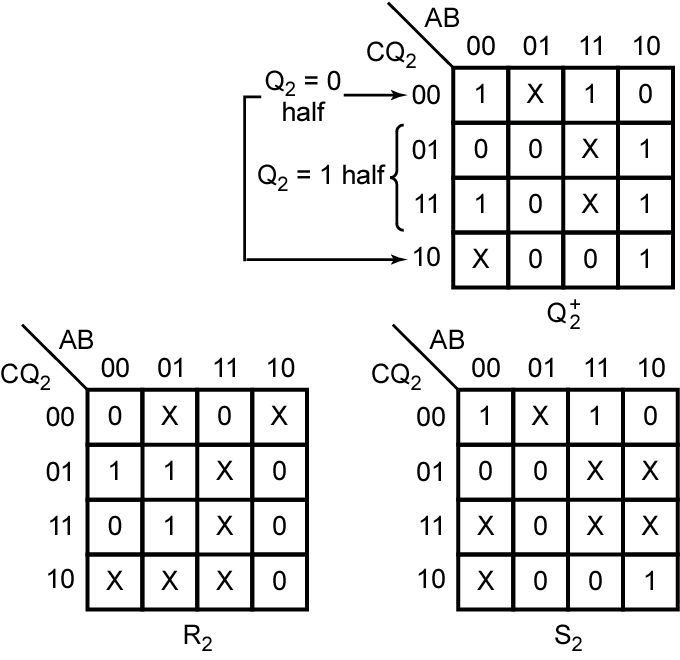 AB
CQ₂
00 01 11 10
Q₂ = 0
half
00 1 X 1 0
01 0 0 X 1
Q₂ = 1 half
11 1 0 X 1
10 X 0 0 1
Q₂⁺
AB
CQ₂
00 01 11 10
00 0 X 0 X
01 1 1 X 0
11 0 1 X 0
10 X X X 0
R₂
AB
CQ₂
00 01 11 10
00 1 X 1 0
01 0 0 X X
11 X 0 X X
10 X 0 0 1
S₂